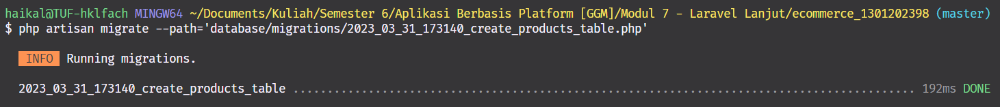 haikal@TUF-hklfach MINGW64 ~/Documents/Kuliah/Semester 6/Aplikasi Berbasis Platform [GGM]/Modul 7 - Laravel Lanjut/ecommerce_1301202398 (master)
$ php artisan migrate --path='database/migrations/2023_03_31_173140_create_products_table.php'
INFO Running migrations.
2023_03_31_173140_create_products_table ........................................................................................... 192ms DONE